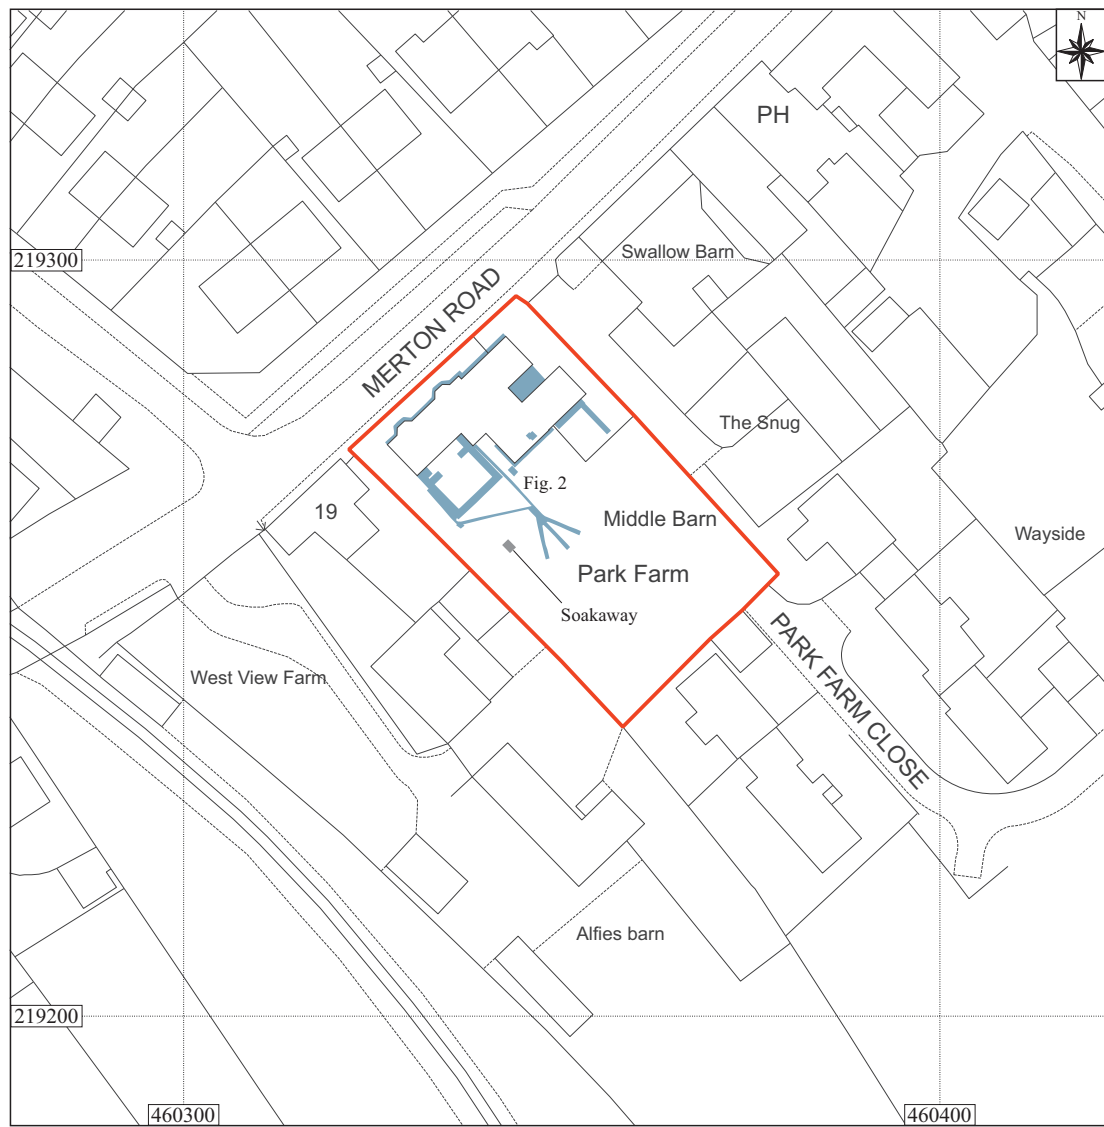 N
PH
Swallow Barn
219300
MERTON ROAD
The Snug
Fig. 2
19
Middle Barn
Wayside
Park Farm
Soakaway
PARK FARM CLOSE
West View Farm
Alfies barn
219200
460300
460400